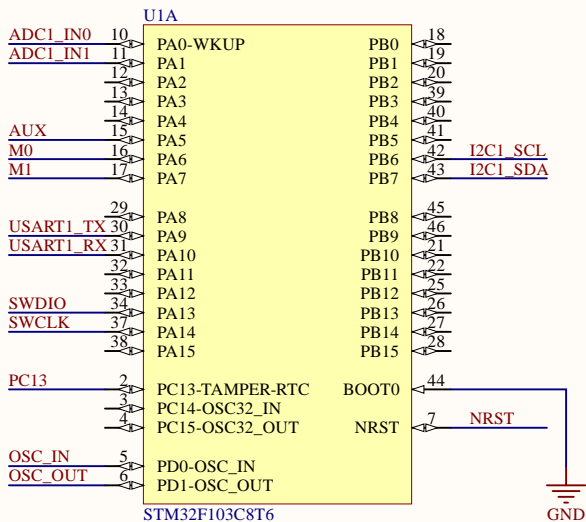 U1A
ADC1_IN0 10 PA0-WKUP PB0 18
ADC1_IN1 11 PA1 PB1 19
12 PA2 PB2 20
13 PA3 PB3 39
14 PA4 PB4 40
AUX 15 PA5 PB5 41
M0 16 PA6 PB6 42 I2C1_SCL
M1 17 PA7 PB7 43 I2C1_SDA
29 PA8 PB8 45
USART1_TX 30 PA9 PB9 46
USART1_RX 31 PA10 PB10 21
32 PA11 PB11 22
33 PA12 PB12 25
SWDIO 34 PA13 PB13 26
SWCLK 37 PA14 PB14 27
38 PA15 PB15 28
PC13 2 PC13-TAMPER-RTC BOOT0 44
3 PC14-OSC32_IN
4 PC15-OSC32_OUT NRST 7 NRST
OSC_IN 5 PD0-OSC_IN
OSC_OUT 6 PD1-OSC_OUT
STM32F103C8T6
GND